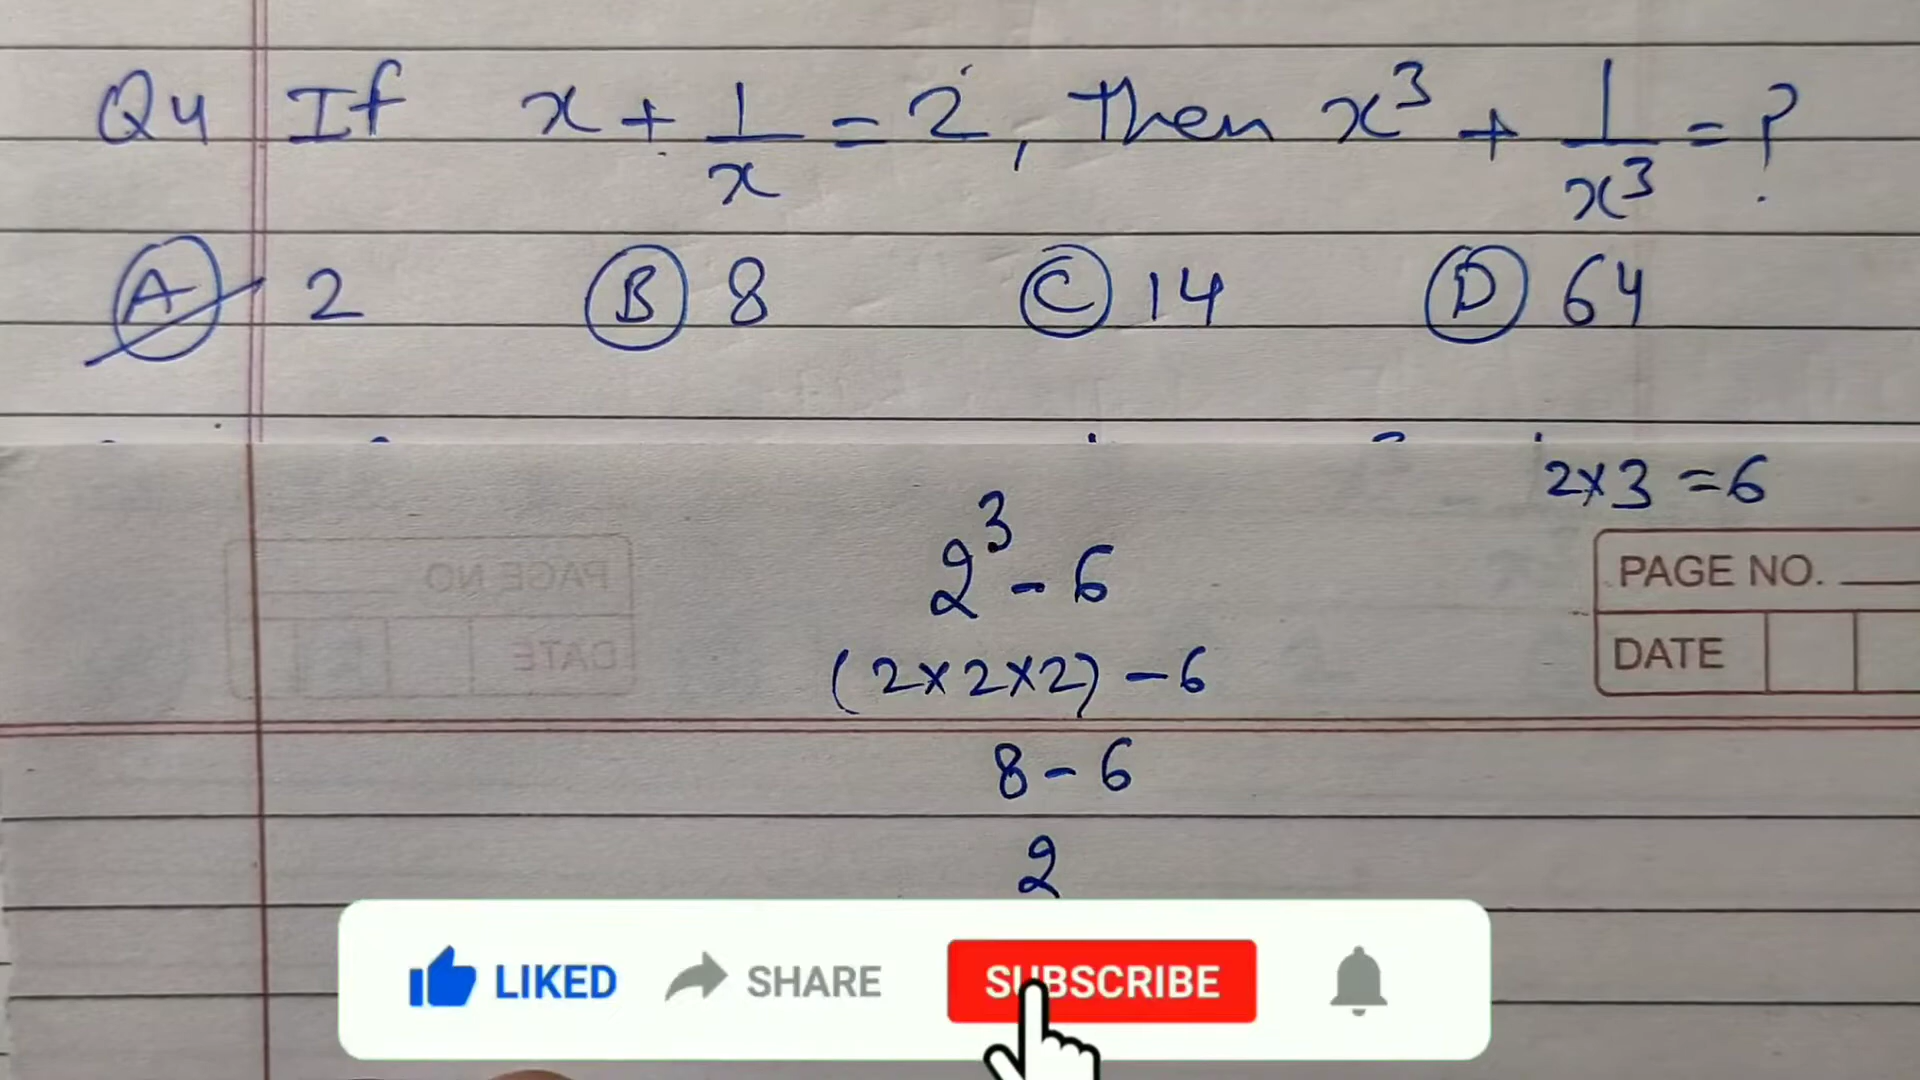 Q4 If x + 1/x = 2, Then x³ + 1/x³ = ?
A 2 B 8 C 14 D 64
2×3 = 6
2³ - 6
PAGE NO.
(2×2×2) - 6
DATE
8 - 6
2
LIKED SHARE SUBSCRIBE